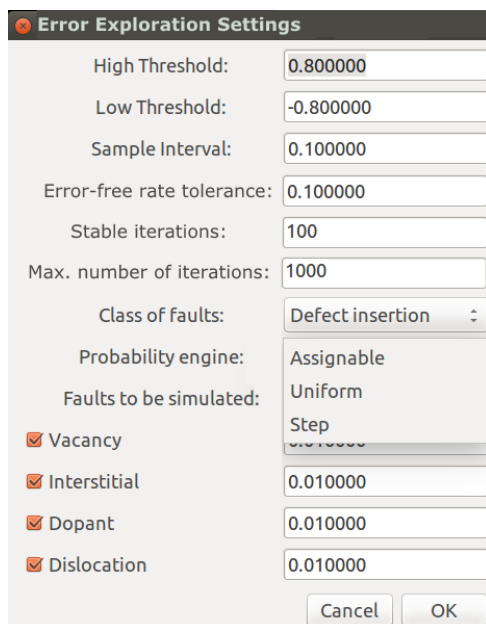 Error Exploration Settings
High Threshold: 0.800000
Low Threshold: -0.800000
Sample Interval: 0.100000
Error-free rate tolerance: 0.100000
Stable iterations: 100
Max. number of iterations: 1000
Class of faults: Defect insertion
Probability engine: Assignable
Uniform
Faults to be simulated:
Step
Vacancy
Interstitial 0.010000
Dopant 0.010000
Dislocation 0.010000
Cancel OK